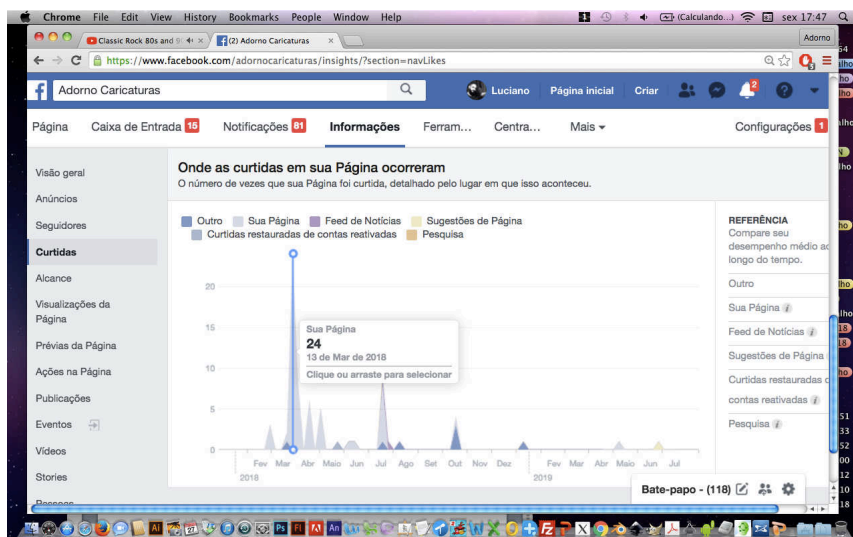 Chrome File Edit View History Bookmarks People Window Help 1 (Calculando...) sex 17:47
Classic Rock 80s and 9 (2) Adorno Caricaturas Adorno
https://www.facebook.com/adornocaricaturas/insights/?section=navLikes
Adorno Caricaturas Luciano Página inicial Criar 2
Página Caixa de Entrada 15 Notificações 81 Informações Ferram... Centra... Mais Configurações 1
Visão geral
Anúncios
Seguidores
Curtidas
Alcance
Visualizações da
Página
Prévias da Página
Ações na Página
Publicações
Eventos
Vídeos
Stories
Pessoas
Onde as curtidas em sua Página ocorreram
O número de vezes que sua Página foi curtida, detalhado pelo lugar em que isso aconteceu.
Outro Sua Página Feed de Notícias Sugestões de Página
Curtidas restauradas de contas reativadas Pesquisa
20
15
10
5
0
Sua Página
24
13 de Mar de 2018
Clique ou arraste para selecionar
Fev Mar Abr Maio Jun Jul Ago Set Out Nov Dez Fev Mar Abr Maio Jun Jul
2018 2019
REFERÊNCIA
Compare seu
desempenho médio ao
longo do tempo.
Outro
Sua Página
Feed de Notícias
Sugestões de Página
Curtidas restauradas
contas reativadas
Pesquisa
Bate-papo - (118)